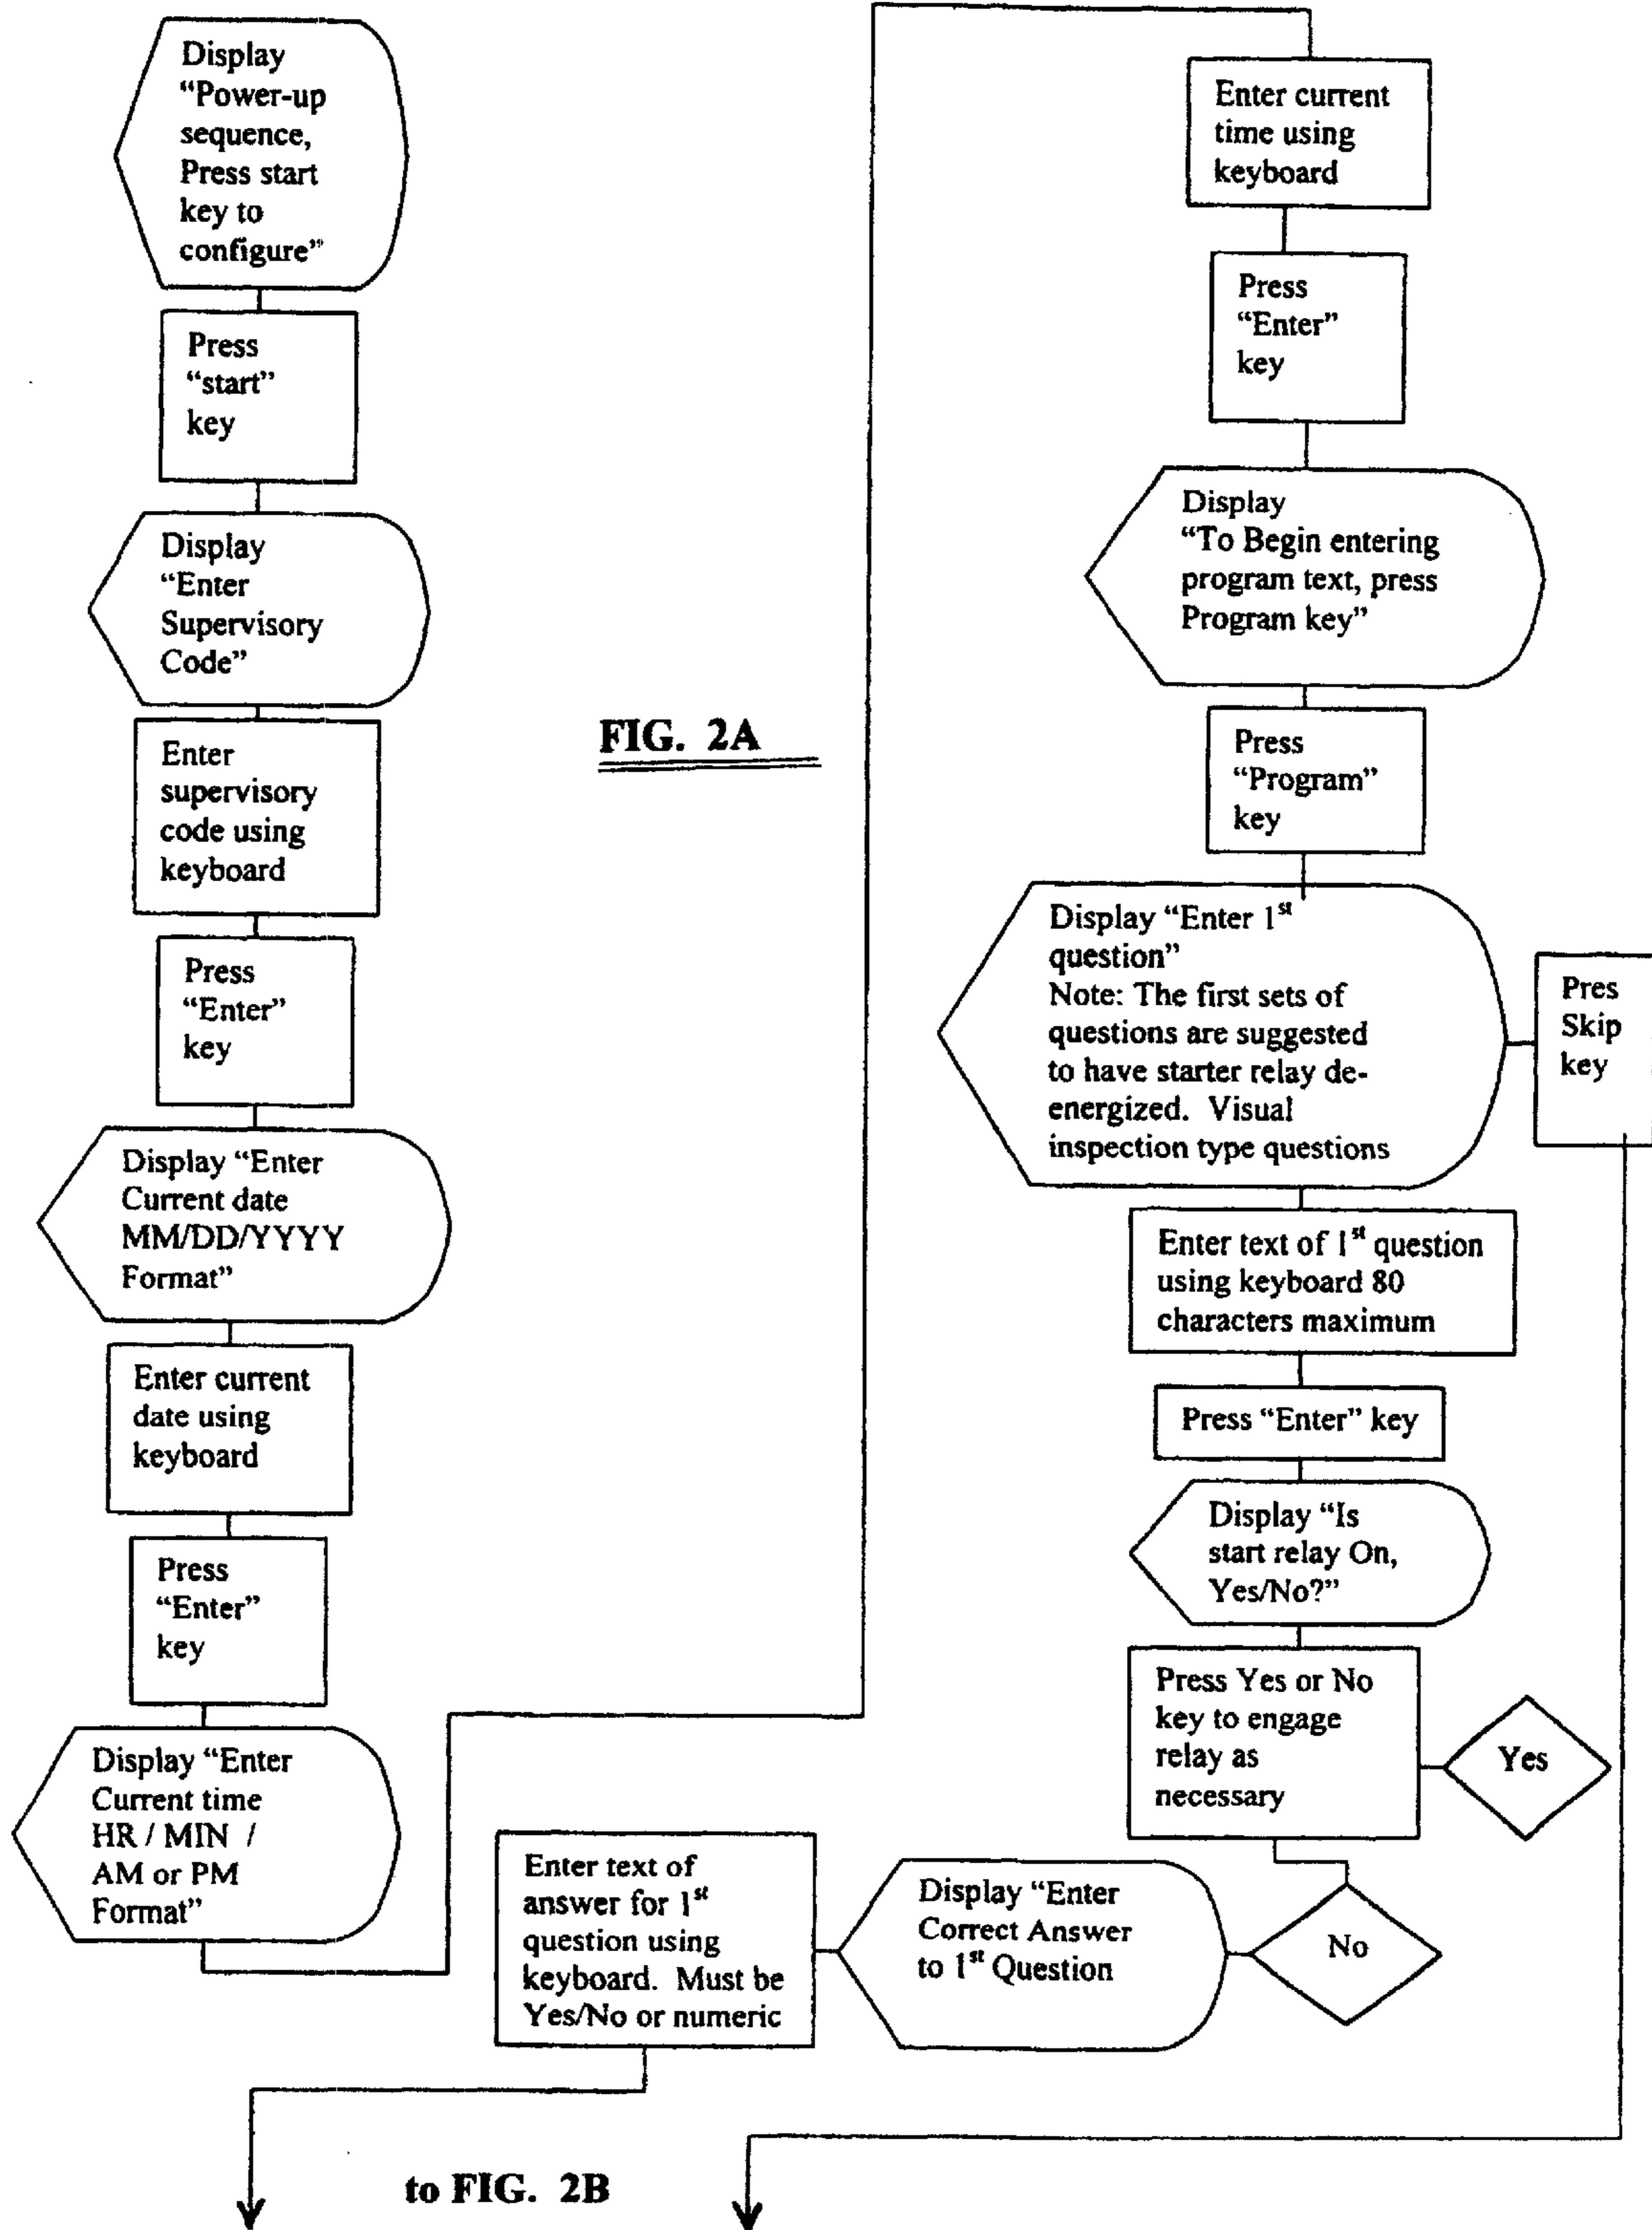 Display
“Power-up
sequence,
Press start
key to
configure”
Press
“start”
key
Display
“Enter
Supervisory
Code”
Enter
supervisory
code using
keyboard
Press
“Enter”
key
Display “Enter
Current date
MM/DD/YYYY
Format”
Enter current
date using
keyboard
Press
“Enter”
key
Display “Enter
Current time
HR / MIN /
AM or PM
Format”
FIG. 2A
Enter current
time using
keyboard
Press
“Enter”
key
Display
“To Begin entering
program text, press
Program key”
Press
“Program”
key
Display “Enter 1st
question”
Note: The first sets of
questions are suggested
to have starter relay de-
energized. Visual
inspection type questions
Pres
Skip
key
Enter text of 1st question
using keyboard 80
characters maximum
Press “Enter” key
Display “Is
start relay On,
Yes/No?”
Press Yes or No
key to engage
relay as
necessary
Yes
No
Display “Enter
Correct Answer
to 1st Question
Enter text of
answer for 1st
question using
keyboard. Must be
Yes/No or numeric
to FIG. 2B